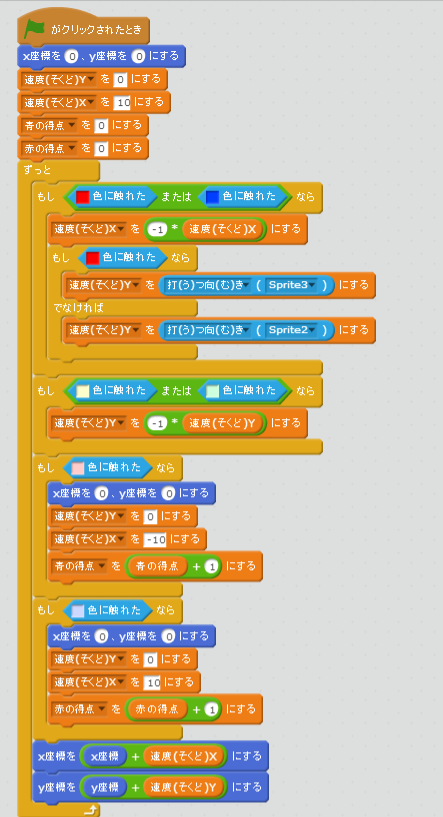 がクリックされたとき
x座標を 0 、y座標を 0 にする
速度(そくど)Y を 0 にする
速度(そくど)X を 10 にする
青の得点 を 0 にする
赤の得点 を 0 にする
ずっと
もし 色に触れた または 色に触れた なら
速度(そくど)X を -1 * 速度(そくど)X にする
もし 色に触れた なら
速度(そくど)Y を 打(う)つ向(む)き ( Sprite3 ) にする
でなければ
速度(そくど)Y を 打(う)つ向(む)き ( Sprite2 ) にする
もし 色に触れた または 色に触れた なら
速度(そくど)Y を -1 * 速度(そくど)Y にする
もし 色に触れた なら
x座標を 0 、y座標を 0 にする
速度(そくど)Y を 0 にする
速度(そくど)X を -10 にする
青の得点 を 青の得点 + 1 にする
もし 色に触れた なら
x座標を 0 、y座標を 0 にする
速度(そくど)Y を 0 にする
速度(そくど)X を 10 にする
赤の得点 を 赤の得点 + 1 にする
x座標を x座標 + 速度(そくど)X にする
y座標を y座標 + 速度(そくど)Y にする